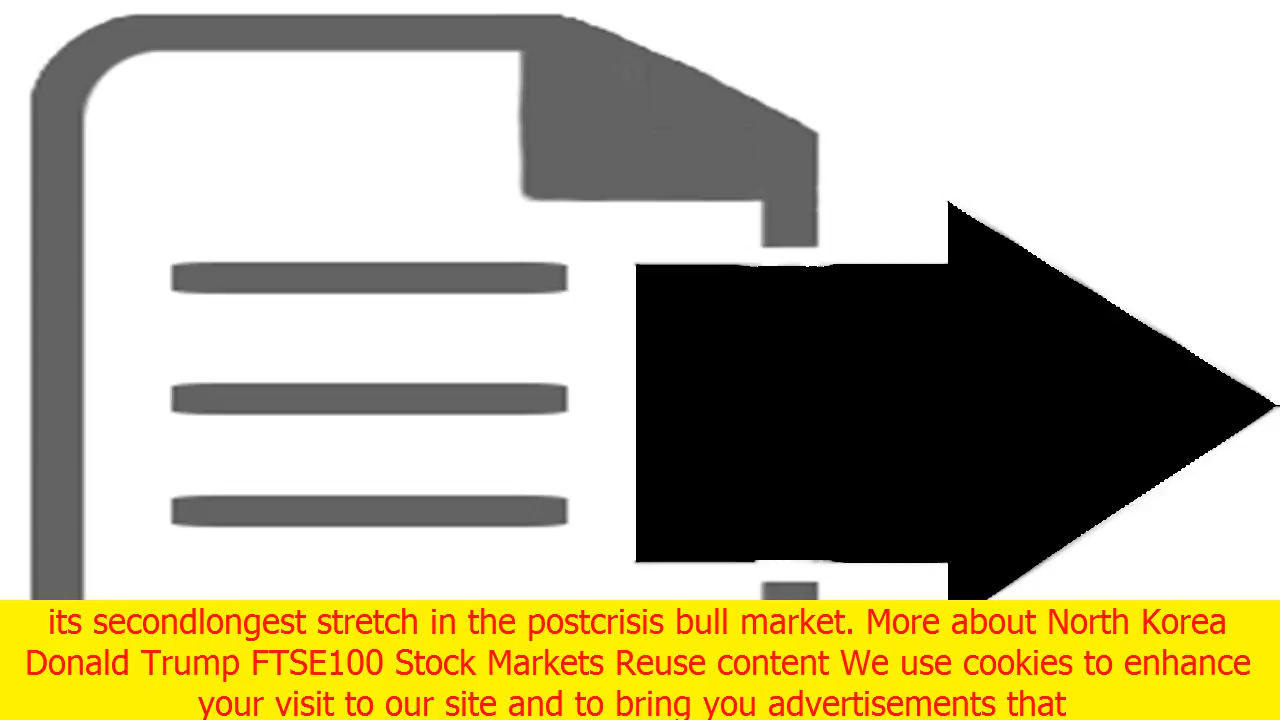 its secondlongest stretch in the postcrisis bull market. More about North Korea
Donald Trump FTSE100 Stock Markets Reuse content We use cookies to enhance
your visit to our site and to bring you advertisements that